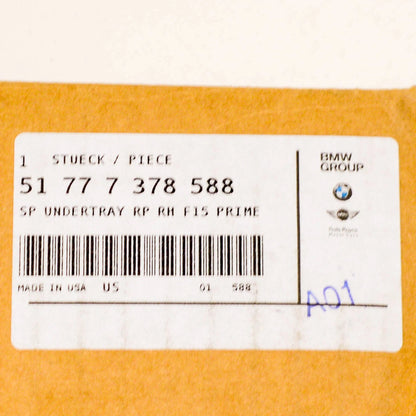 1 STUECK / PIECE
51 77 7 378 588
SP UNDERTRAY RP RH F15 PRIME
MADE IN USA US 01 588
BMW
GROUP
A01